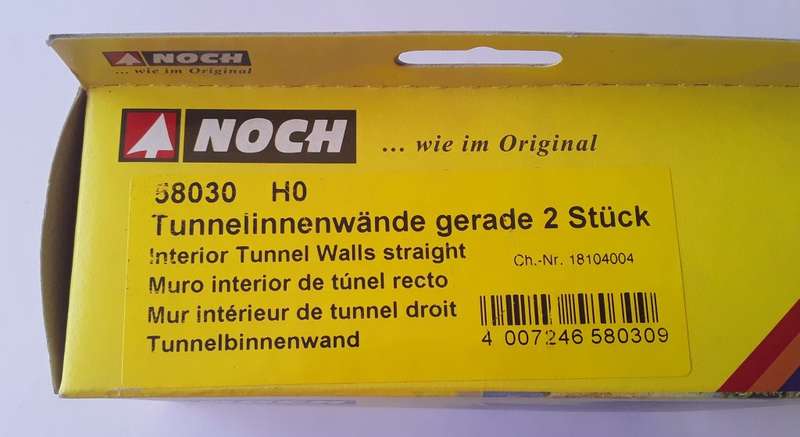 NOCH
... wie im Original
NOCH
... wie im Original
58030 H0
Tunnelinnenwände gerade 2 Stück
Interior Tunnel Walls straight
Ch.-Nr. 18104004
Muro interior de túnel recto
Mur intérieur de tunnel droit
Tunnelbinnenwand
4 007246 580309